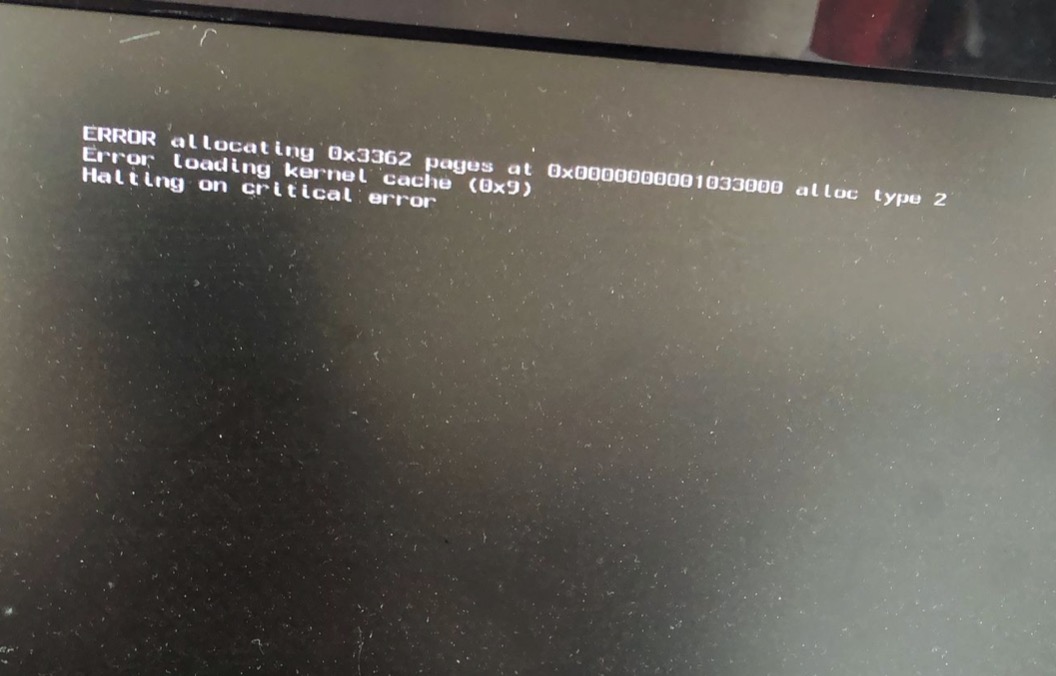 ERROR allocating 0x3362 pages at 0x0000000001033000 alloc type 2
Error loading kernel cache (0x9)
Halting on critical error